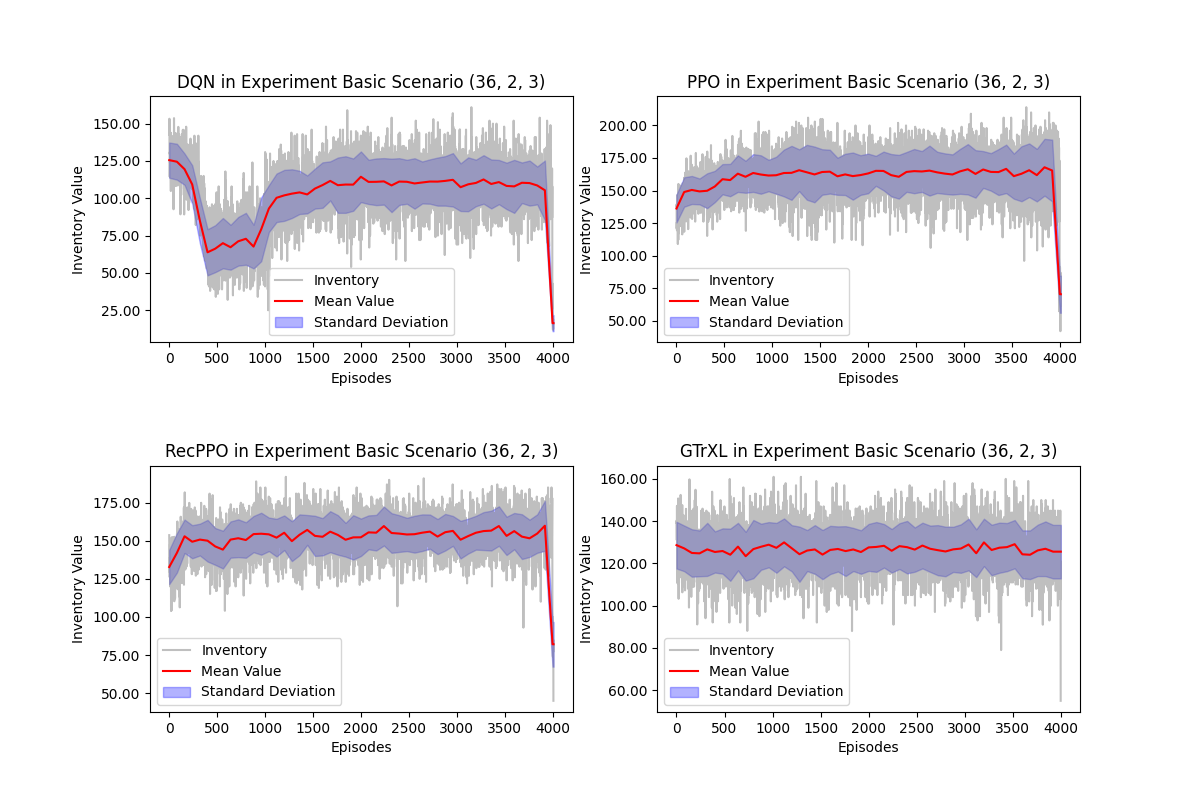 DQN in Experiment Basic Scenario (36, 2, 3)
Inventory Value
150.00
125.00
100.00
75.00
50.00
25.00
Inventory
Mean Value
Standard Deviation
0 500 1000 1500 2000 2500 3000 3500 4000
Episodes
PPO in Experiment Basic Scenario (36, 2, 3)
Inventory Value
200.00
175.00
150.00
125.00
100.00
75.00
50.00
Inventory
Mean Value
Standard Deviation
0 500 1000 1500 2000 2500 3000 3500 4000
Episodes
RecPPO in Experiment Basic Scenario (36, 2, 3)
Inventory Value
175.00
150.00
125.00
100.00
75.00
50.00
Inventory
Mean Value
Standard Deviation
0 500 1000 1500 2000 2500 3000 3500 4000
Episodes
GTrXL in Experiment Basic Scenario (36, 2, 3)
Inventory Value
160.00
140.00
120.00
100.00
80.00
60.00
Inventory
Mean Value
Standard Deviation
0 500 1000 1500 2000 2500 3000 3500 4000
Episodes